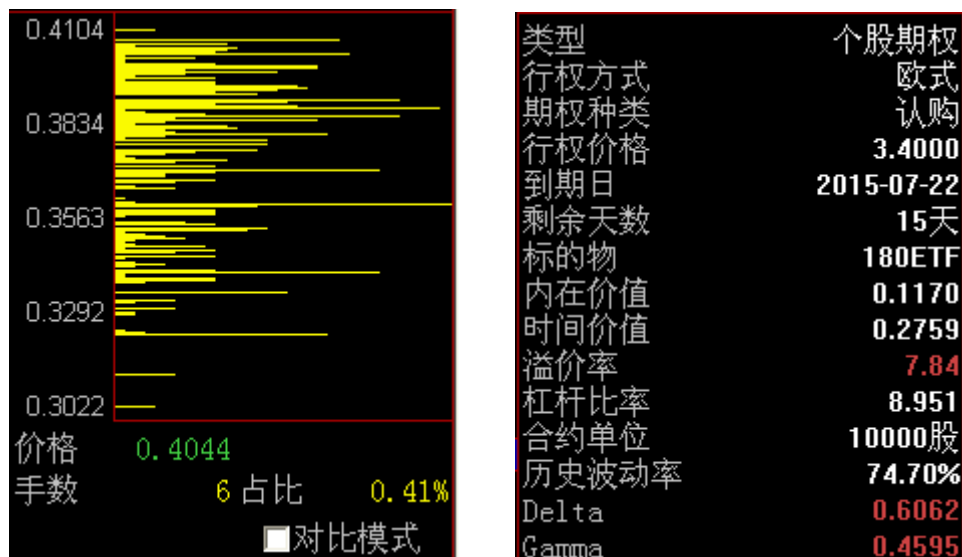 0.4104
0.3834
0.3563
0.3292
0.3022
价格 0.4044
手数 6 占比 0.41%
对比模式
类型 个股期权
行权方式 欧式
期权种类 认购
行权价格 3.4000
到期日 2015-07-22
剩余天数 15天
标的物 180ETF
内在价值 0.1170
时间价值 0.2759
溢价率 7.84
杠杆比率 8.951
合约单位 10000股
历史波动率 74.70%
Delta 0.6062
Gamma 0.4595